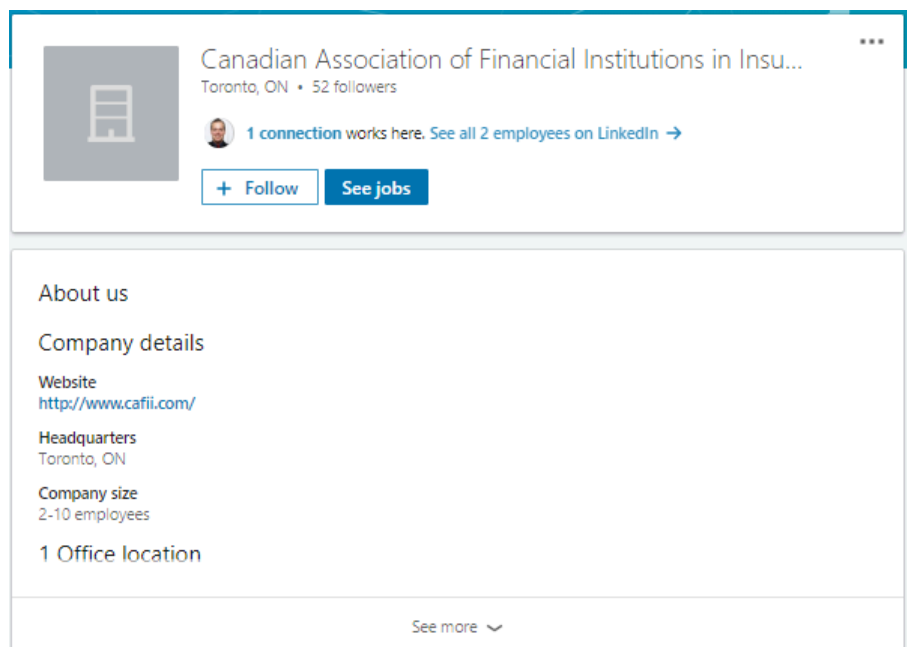 Canadian Association of Financial Institutions in Insu...
Toronto, ON • 52 followers
1 connection works here. See all 2 employees on LinkedIn →
+ Follow
See jobs
About us
Company details
Website
http://www.cafii.com/
Headquarters
Toronto, ON
Company size
2-10 employees
1 Office location
See more